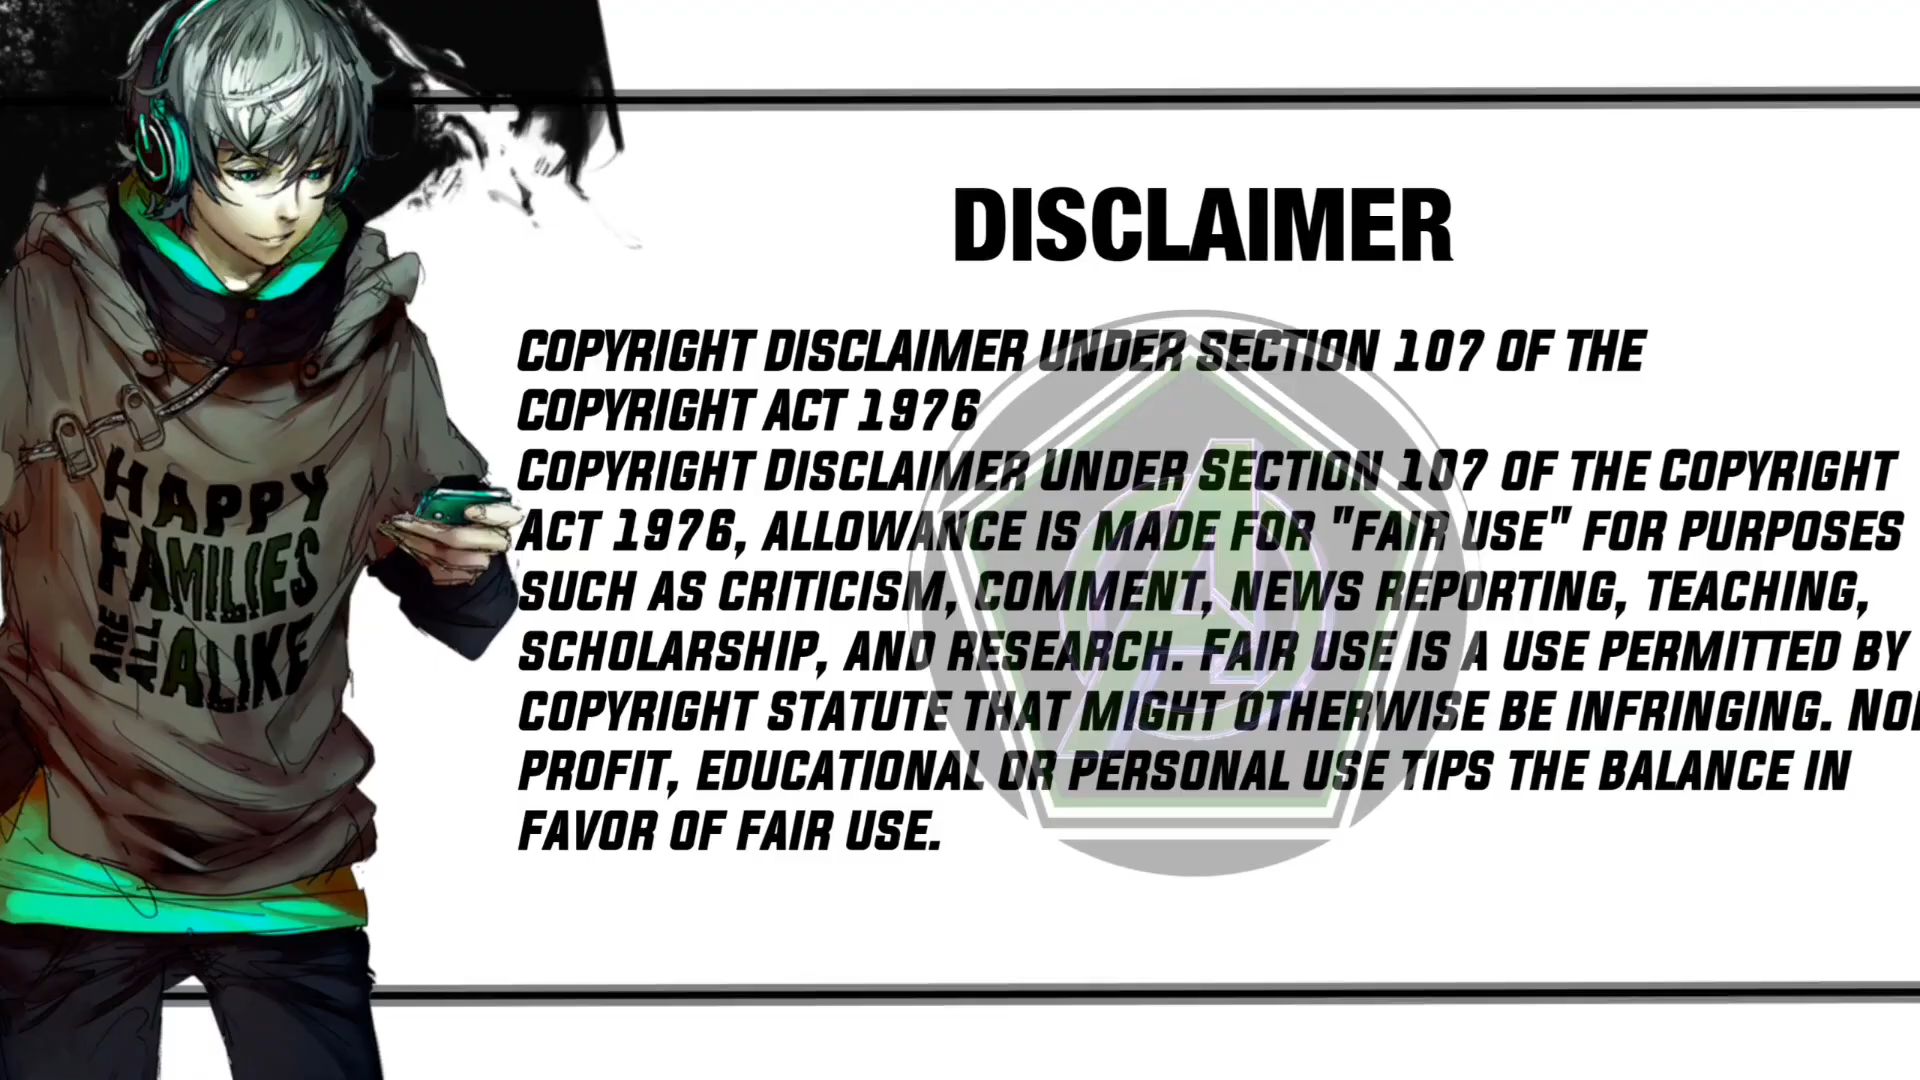 DISCLAIMER
COPYRIGHT DISCLAIMER UNDER SECTION 107 OF THE
COPYRIGHT ACT 1976
COPYRIGHT DISCLAIMER UNDER SECTION 107 OF THE COPYRIGHT
ACT 1976, ALLOWANCE IS MADE FOR "FAIR USE" FOR PURPOSES
SUCH AS CRITICISM, COMMENT, NEWS REPORTING, TEACHING,
SCHOLARSHIP, AND RESEARCH. FAIR USE IS A USE PERMITTED BY
COPYRIGHT STATUTE THAT MIGHT OTHERWISE BE INFRINGING.
PROFIT, EDUCATIONAL OR PERSONAL USE TIPS THE BALANCE IN
FAVOR OF FAIR USE.
HAPPY
FAMILIES
ARE ALL
ALIKE